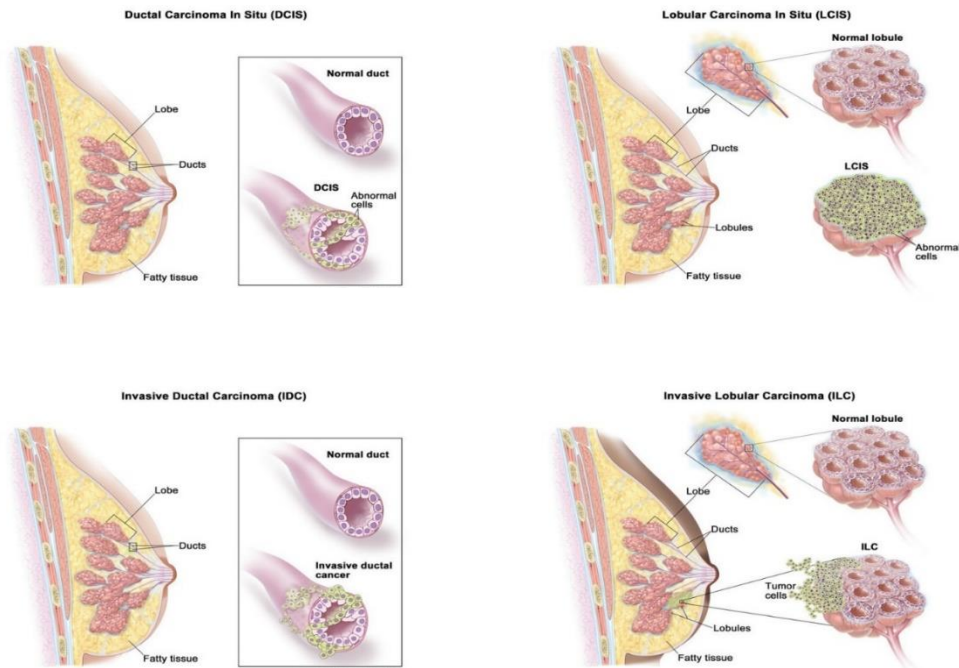 Ductal Carcinoma In Situ (DCIS)
Normal duct
Lobe
Ducts
DCIS
Abnormal
cells
Fatty tissue
Lobular Carcinoma In Situ (LCIS)
Normal lobule
Lobe
Ducts
LCIS
Lobules
Abnormal
cells
Fatty tissue
Invasive Ductal Carcinoma (IDC)
Normal duct
Lobe
Ducts
Invasive ductal
cancer
Fatty tissue
Invasive Lobular Carcinoma (ILC)
Normal lobule
Lobe
Ducts
ILC
Tumor
cells
Lobules
Fatty tissue